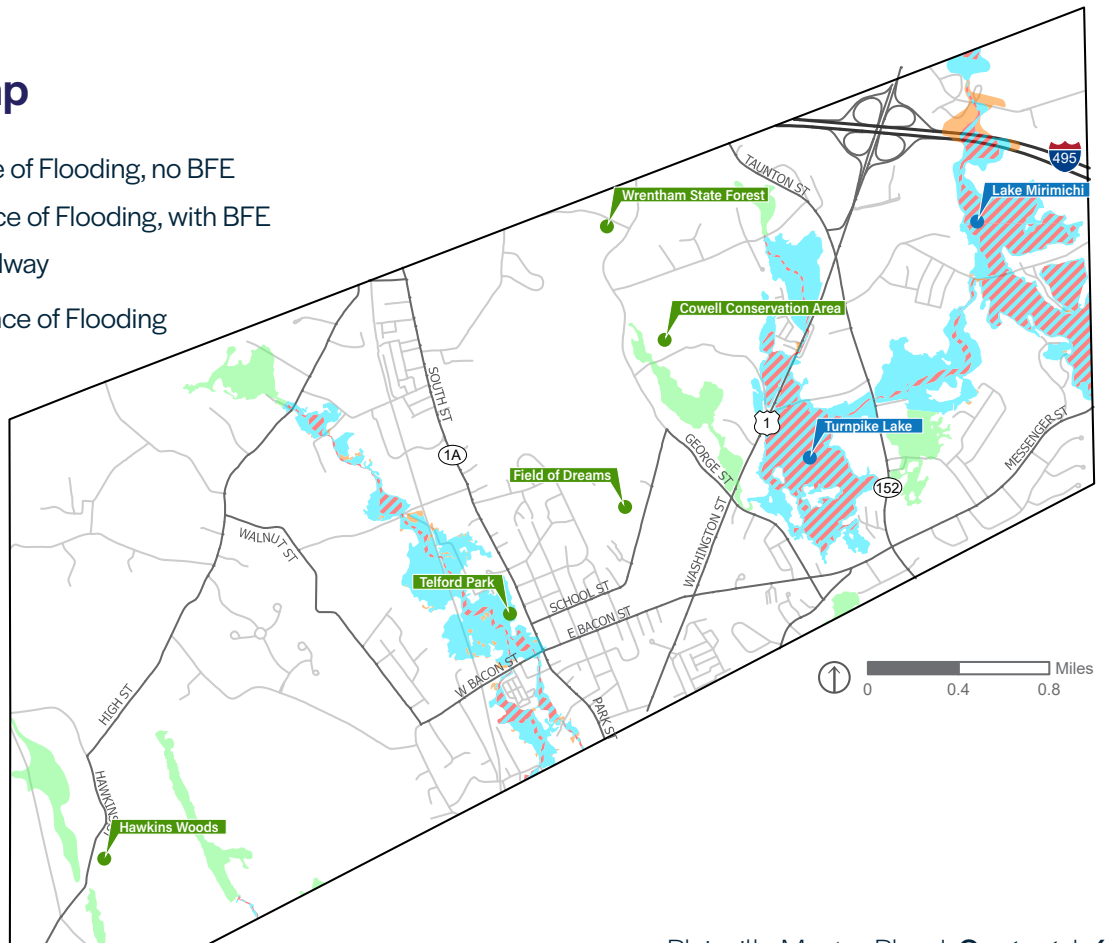 e of Flooding, no BFE
ce of Flooding, with BFE
dway
ce of Flooding
495
Lake Mirimichi
TAUNTON ST
Wrentham State Forest
Cowell Conservation Area
SOUTH ST
1
Turnpike Lake
MESSENGER ST
GEORGE ST
1A
Field of Dreams
152
WASHINGTON ST
WALNUT ST
Telford Park
SCHOOL ST
E BACON ST
W BACON ST
Miles
0 0.4 0.8
HIGH ST
PARK ST
HAWKINS
Hawkins Woods